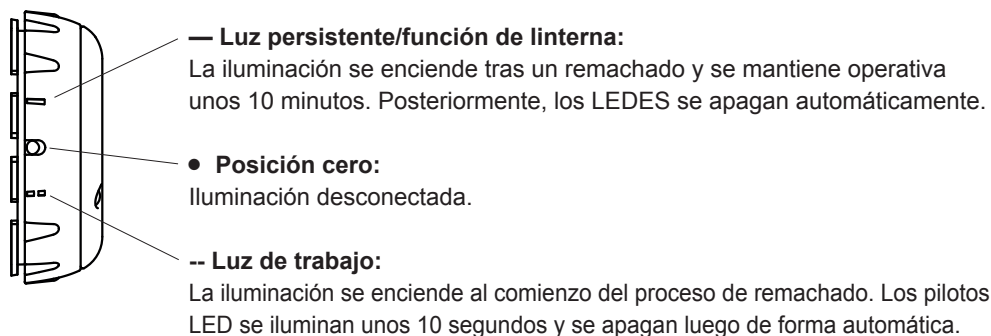 — Luz persistente/función de linterna:
La iluminación se enciende tras un remachado y se mantiene operativa
unos 10 minutos. Posteriormente, los LEDES se apagan automáticamente.
● Posición cero:
Iluminación desconectada.
-- Luz de trabajo:
La iluminación se enciende al comienzo del proceso de remachado. Los pilotos
LED se iluminan unos 10 segundos y se apagan luego de forma automática.